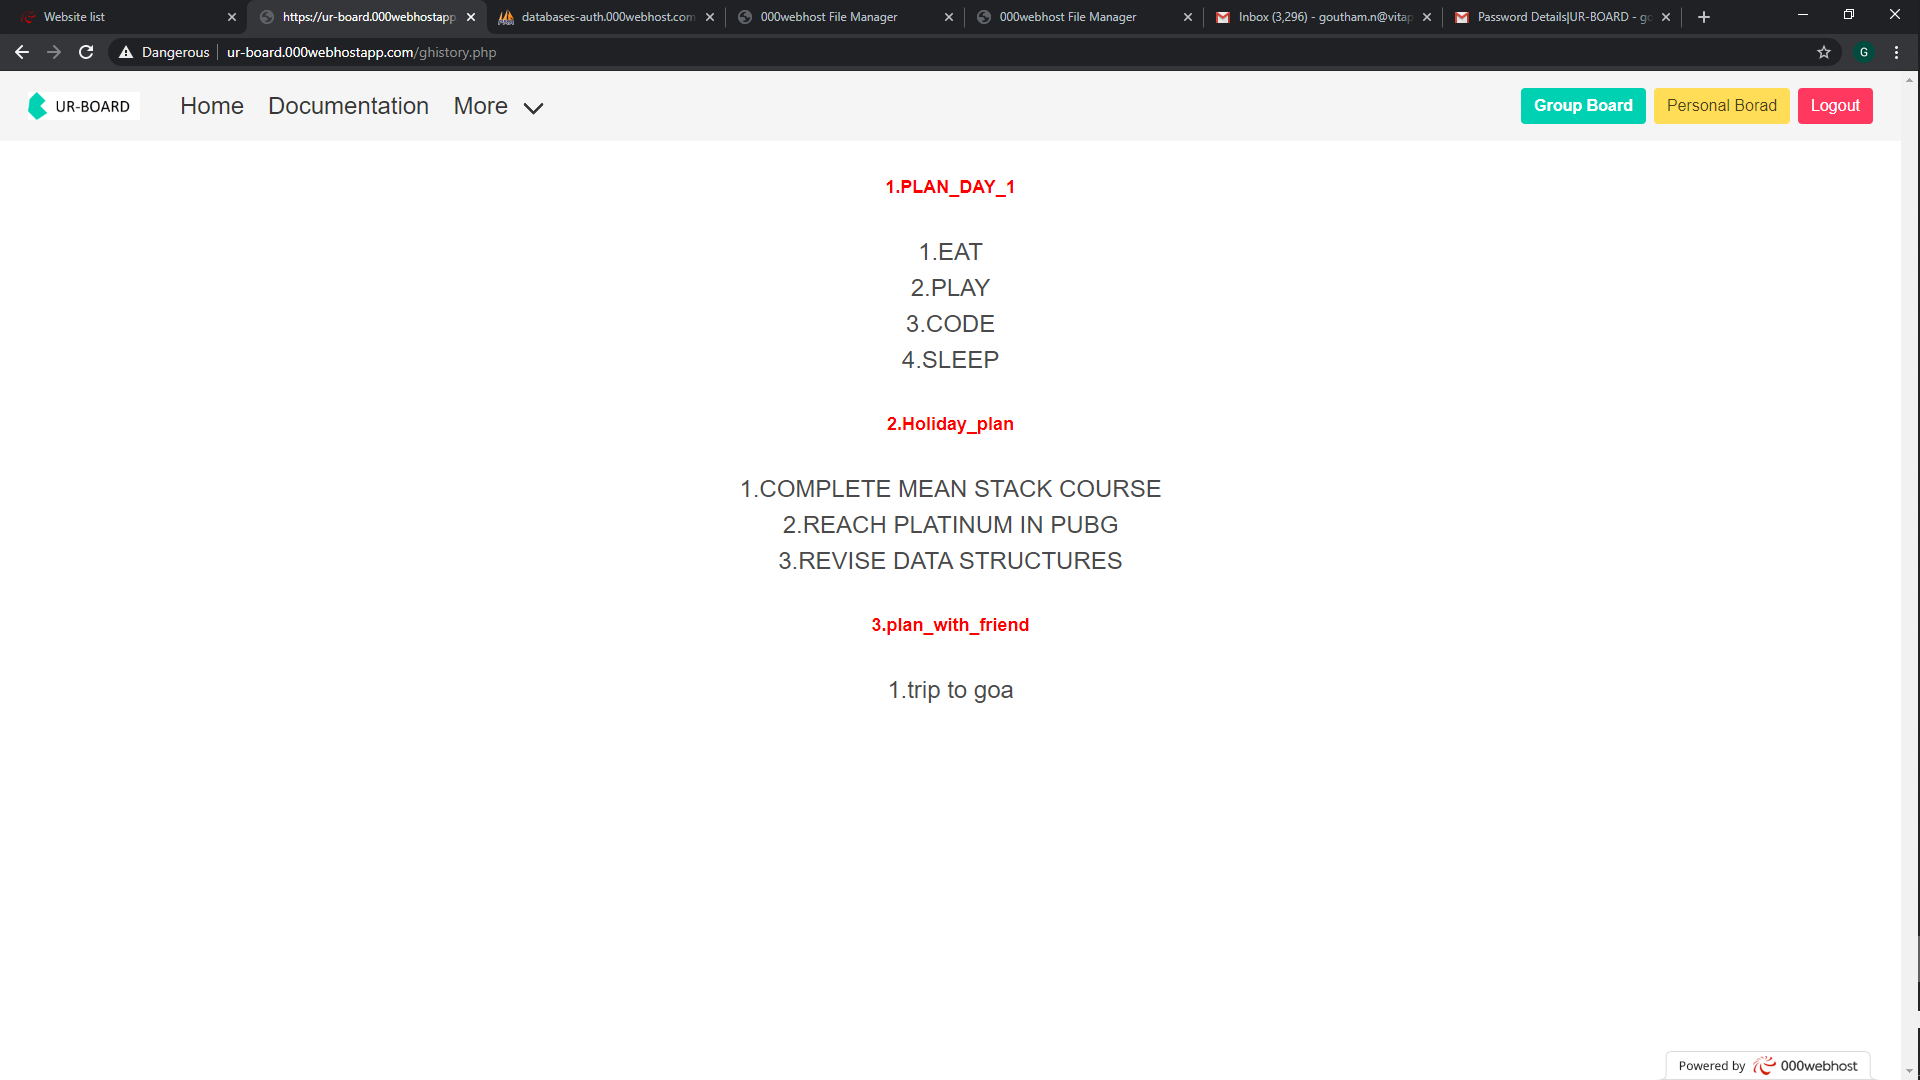 Website list
https://ur-board.000webhostapp
databases-auth.000webhost.com
000webhost File Manager
000webhost File Manager
Inbox (3,296) - goutham.n@vitap
Password Details|UR-BOARD - go
Dangerous
ur-board.000webhostapp.com/ghistory.php
G
UR-BOARD
Home
Documentation
More
Group Board
Personal Borad
Logout
1.PLAN_DAY_1
1.EAT
2.PLAY
3.CODE
4.SLEEP
2.Holiday_plan
1.COMPLETE MEAN STACK COURSE
2.REACH PLATINUM IN PUBG
3.REVISE DATA STRUCTURES
3.plan_with_friend
1.trip to goa
Powered by 000webhost